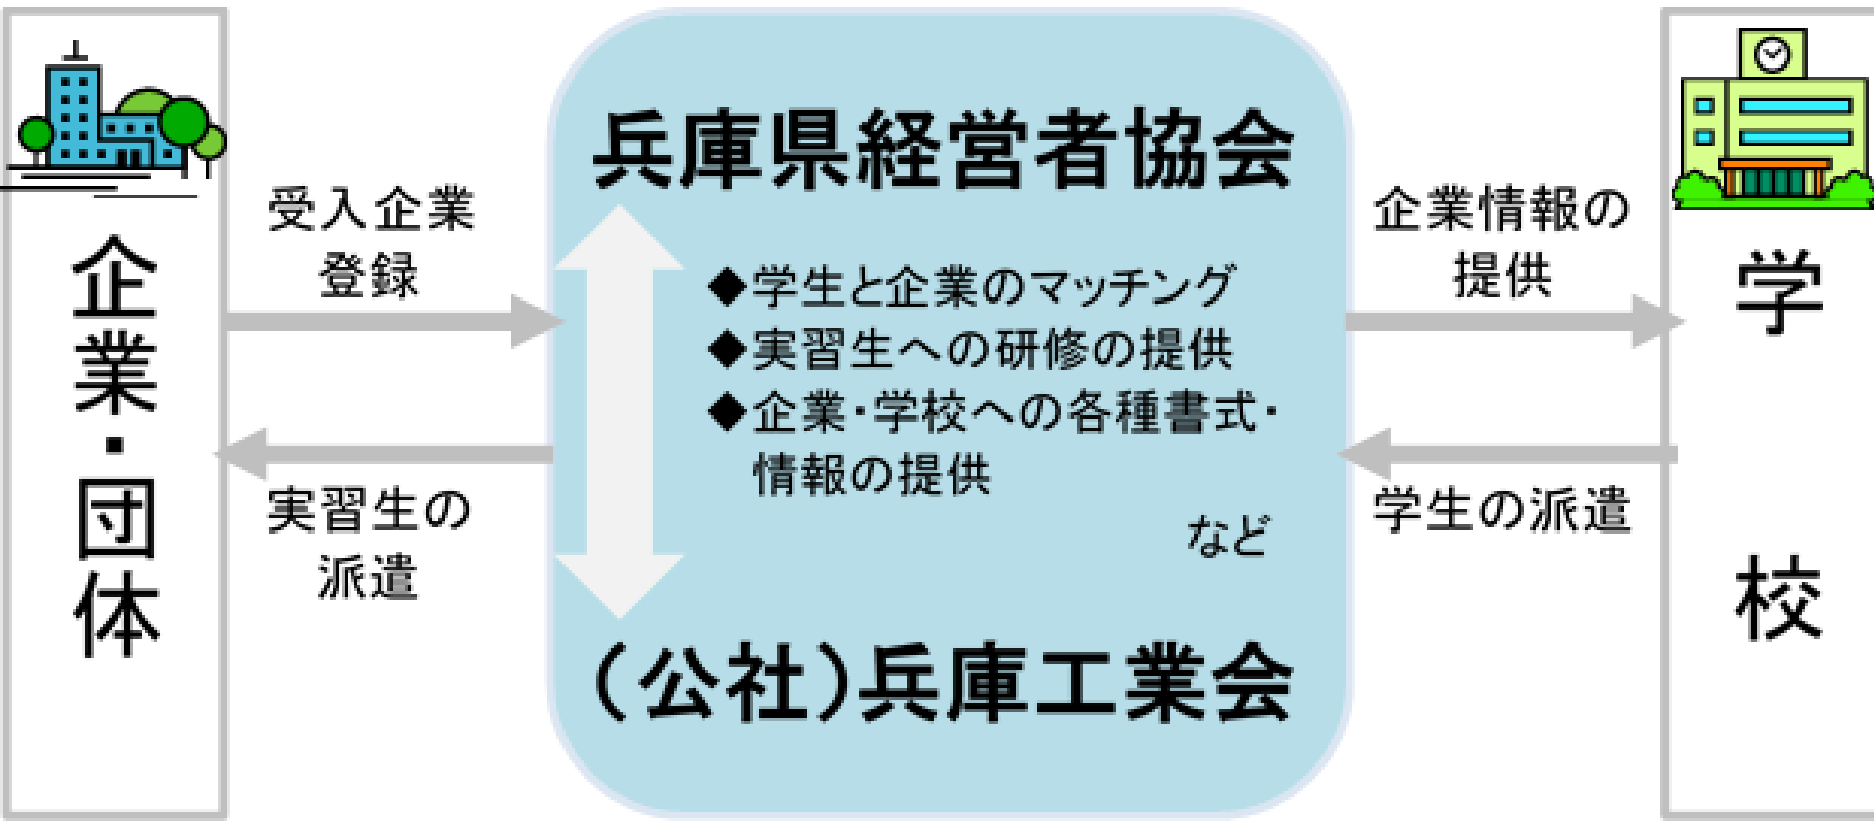 企業・団体
受入企業
登録
実習生の
派遣
兵庫県経営者協会
◆学生と企業のマッチング
◆実習生への研修の提供
◆企業・学校への各種書式・
情報の提供
など
（公社）兵庫工業会
企業情報の
提供
学生の派遣
学校